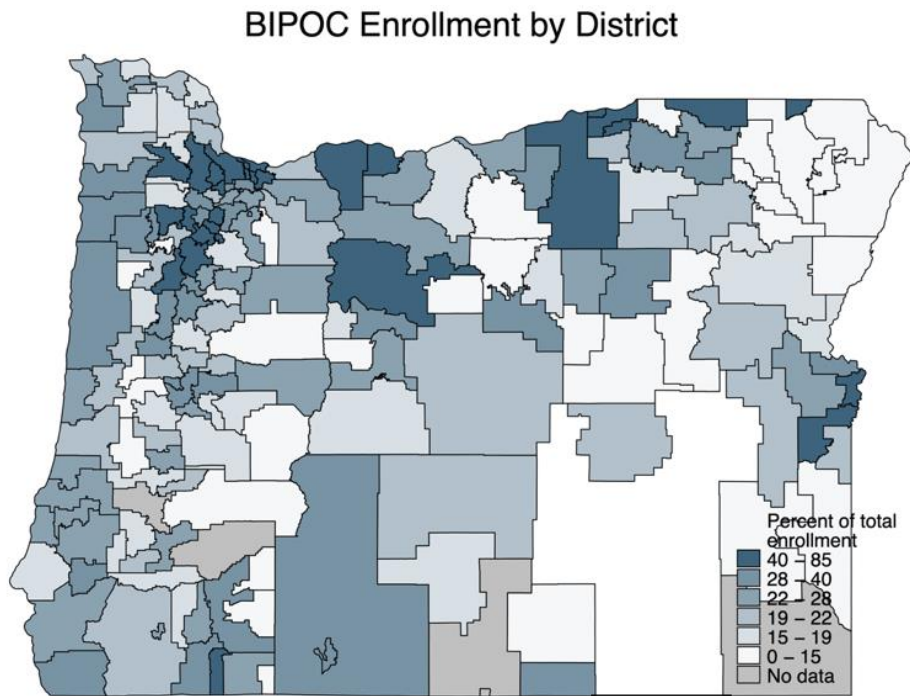 BIPOC Enrollment by District
Percent of total
enrollment
40 – 85
28 – 40
22 – 28
19 – 22
15 – 19
0 – 15
No data